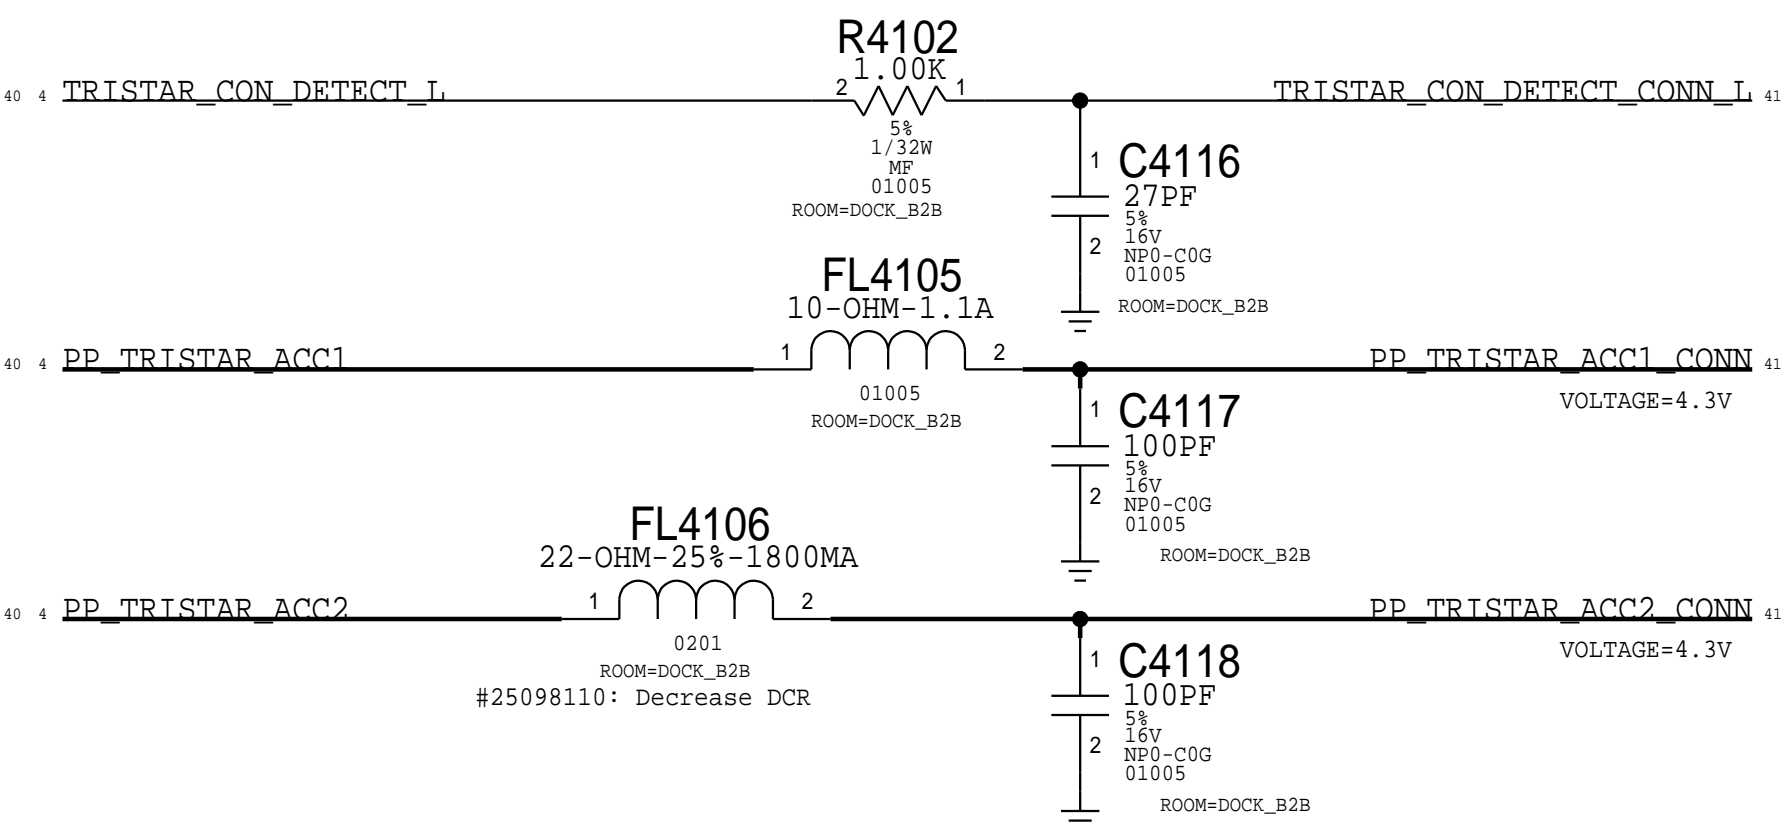 R4102
1.00K
40 4 TRISTAR_CON_DETECT_L 2 1 TRISTAR_CON_DETECT_CONN_L 41
5%
1/32W
MF
01005
ROOM=DOCK_B2B
1 C4116
27PF
5%
16V
2 NP0-C0G
01005
ROOM=DOCK_B2B
FL4105
10-OHM-1.1A
40 4 PP_TRISTAR_ACC1 1 2 PP_TRISTAR_ACC1_CONN 41
01005
ROOM=DOCK_B2B
VOLTAGE=4.3V
1 C4117
100PF
5%
16V
2 NP0-C0G
01005
ROOM=DOCK_B2B
FL4106
22-OHM-25%-1800MA
40 4 PP_TRISTAR_ACC2 1 2 PP_TRISTAR_ACC2_CONN 41
0201
ROOM=DOCK_B2B
#25098110: Decrease DCR
VOLTAGE=4.3V
1 C4118
100PF
5%
16V
2 NP0-C0G
01005
ROOM=DOCK_B2B